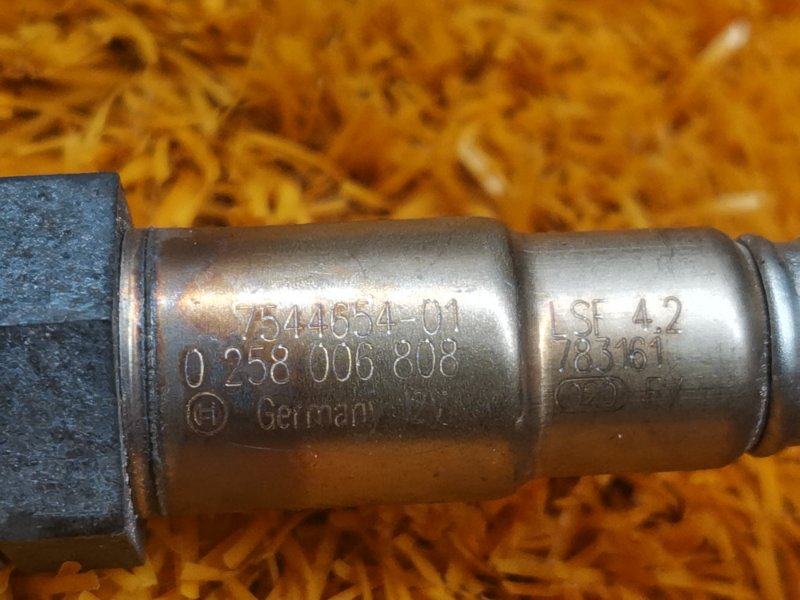 7544654-01
0 258 006 808
Germany 12V
LSF 4.2
783161